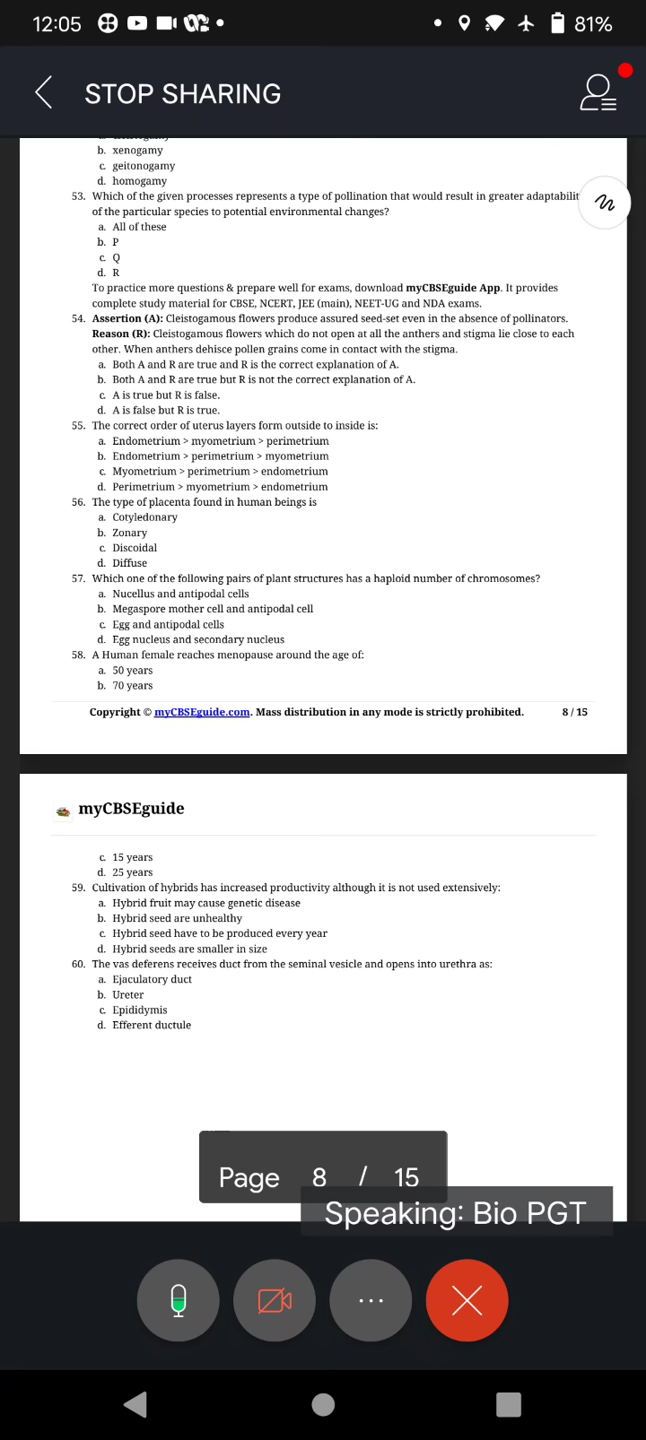 12:05
81%
STOP SHARING
b. xenogamy
c. geitonogamy
d. homogamy
53. Which of the given processes represents a type of pollination that would result in greater adaptabilit
of the particular species to potential environmental changes?
a. All of these
b. P
c. Q
d. R
To practice more questions & prepare well for exams, download myCBSEguide App. It provides
complete study material for CBSE, NCERT, JEE (main), NEET-UG and NDA exams.
54. Assertion (A): Cleistogamous flowers produce assured seed-set even in the absence of pollinators.
Reason (R): Cleistogamous flowers which do not open at all the anthers and stigma lie close to each
other. When anthers dehisce pollen grains come in contact with the stigma.
a. Both A and R are true and R is the correct explanation of A.
b. Both A and R are true but R is not the correct explanation of A.
c. A is true but R is false.
d. A is false but R is true.
55. The correct order of uterus layers form outside to inside is:
a. Endometrium > myometrium > perimetrium
b. Endometrium > perimetrium > myometrium
c. Myometrium > perimetrium > endometrium
d. Perimetrium > myometrium > endometrium
56. The type of placenta found in human beings is
a. Cotyledonary
b. Zonary
c. Discoidal
d. Diffuse
57. Which one of the following pairs of plant structures has a haploid number of chromosomes?
a. Nucellus and antipodal cells
b. Megaspore mother cell and antipodal cell
c. Egg and antipodal cells
d. Egg nucleus and secondary nucleus
58. A Human female reaches menopause around the age of:
a. 50 years
b. 70 years
Copyright © myCBSEguide.com. Mass distribution in any mode is strictly prohibited. 8 / 15
myCBSEguide
c. 15 years
d. 25 years
59. Cultivation of hybrids has increased productivity although it is not used extensively:
a. Hybrid fruit may cause genetic disease
b. Hybrid seed are unhealthy
c. Hybrid seed have to be produced every year
d. Hybrid seeds are smaller in size
60. The vas deferens receives duct from the seminal vesicle and opens into urethra as:
a. Ejaculatory duct
b. Ureter
c. Epididymis
d. Efferent ductule
Page 8 / 15
Speaking: Bio PGT